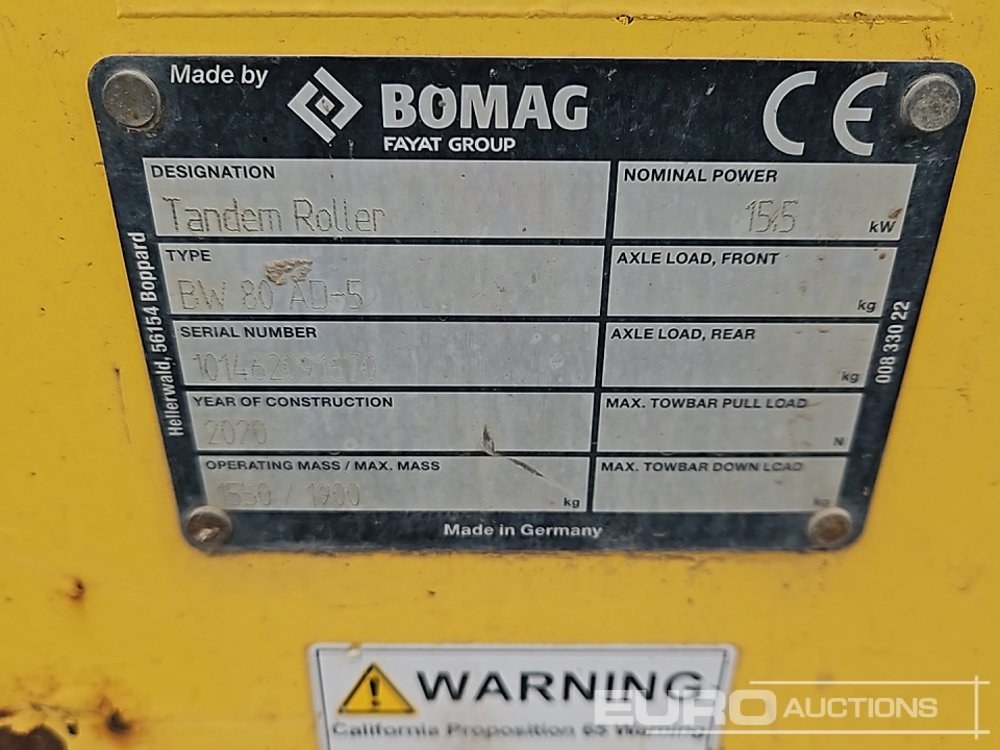 Made by
BOMAG
FAYAT GROUP
CE
DESIGNATION
Tandem Roller
NOMINAL POWER
15.5 kW
TYPE
BW 80 AD-5
AXLE LOAD, FRONT
kg
SERIAL NUMBER
AXLE LOAD, REAR
kg
YEAR OF CONSTRUCTION
2020
MAX. TOWBAR PULL LOAD
N
OPERATING MASS / MAX. MASS
kg
MAX. TOWBAR DOWN LOAD
kg
Made in Germany
Hellerwald, 56154 Boppard
008 330 22
WARNING
California Proposition 65 Warning
EURO AUCTIONS